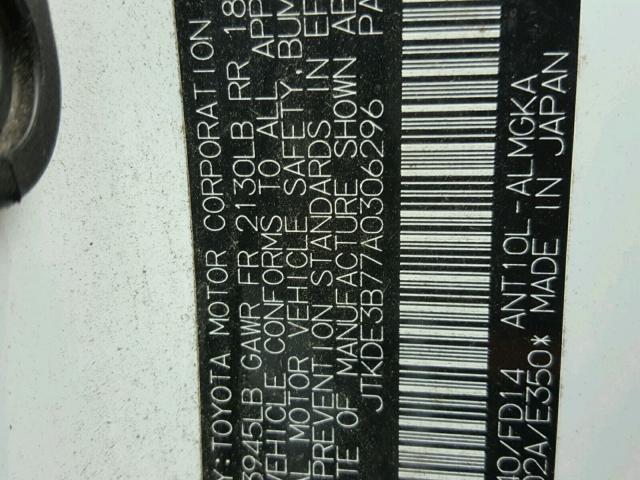 Y:TOYOTA MOTOR CORPORATION
3945LB GAWR FR 2130LB RR 18
VEHICLE CONFORMS TO ALL APP
AL MOTOR VEHICLE SAFETY, BUM
PREVENTION STANDARDS IN EF
TE OF MANUFACTURE SHOWN AB
JTKDE3B77A0306296 PA
40/FD14 ANT10L-ALMGKA
02A/E350* MADE IN JAPAN